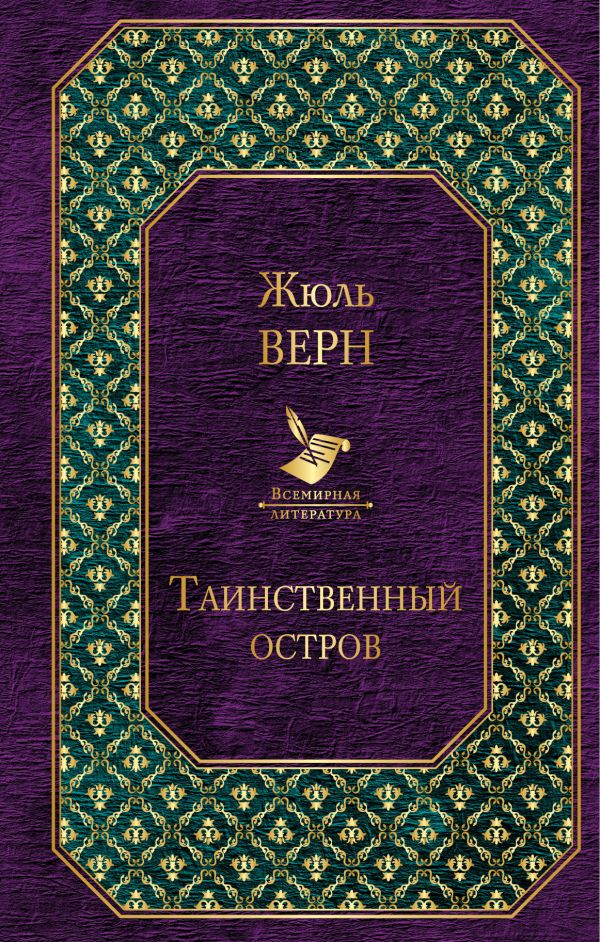 Жюль
ВЕРН
Всемирная
литература
Таинственный
остров